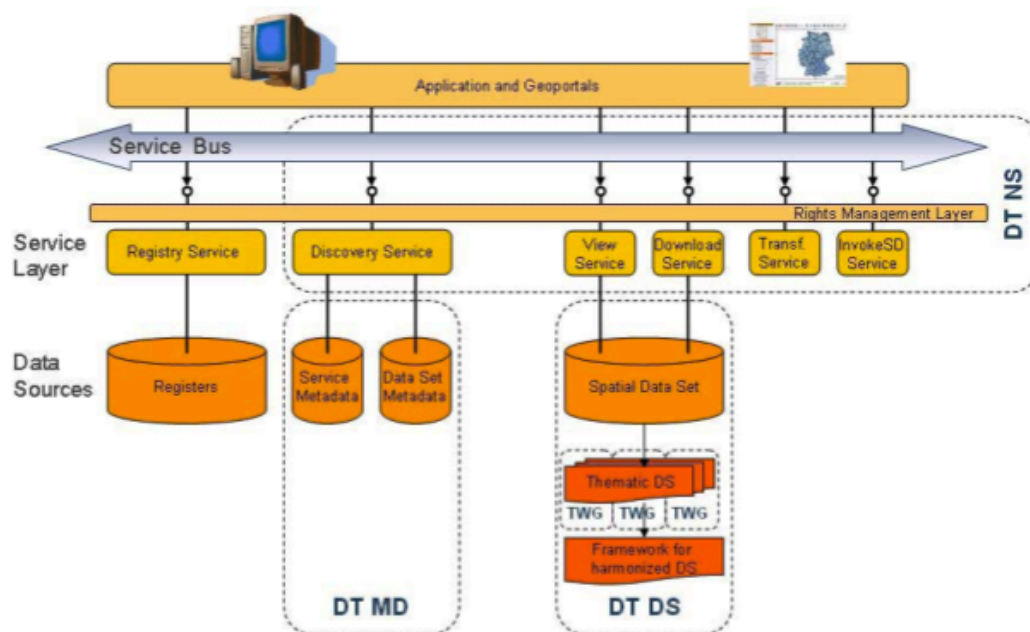 Application and Geoportals
Service Bus
DT NS
Rights Management Layer
Service
Layer
Registry Service
Discovery Service
View
Service
Download
Service
Transf.
Service
InvokeSD
Service
Data
Sources
Registers
Service
Metadata
Data Set
Metadata
Spatial Data Set
Thematic DS
TWG
TWG
TWG
Framework for
harmonized DS
DT MD
DT DS